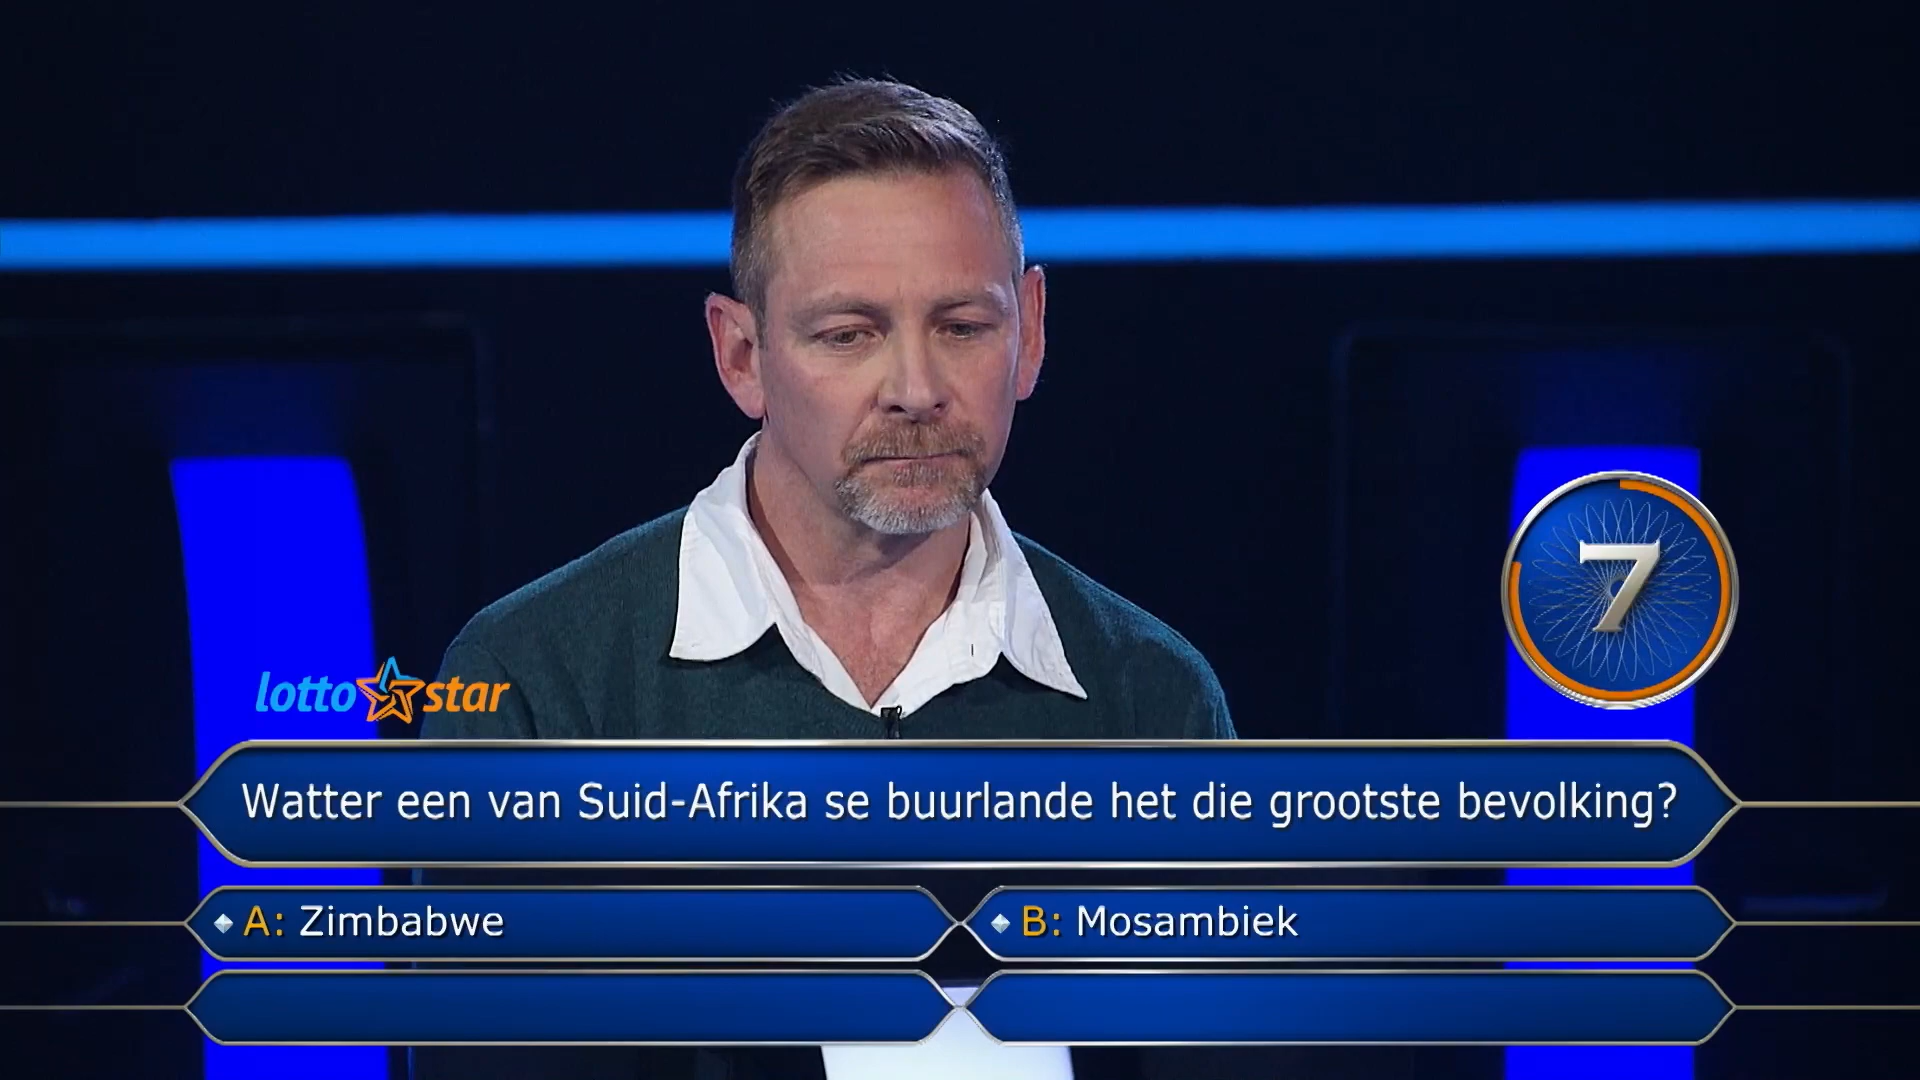 lotto star
7
Watter een van Suid-Afrika se buurlande het die grootste bevolking?
A: Zimbabwe
B: Mosambiek